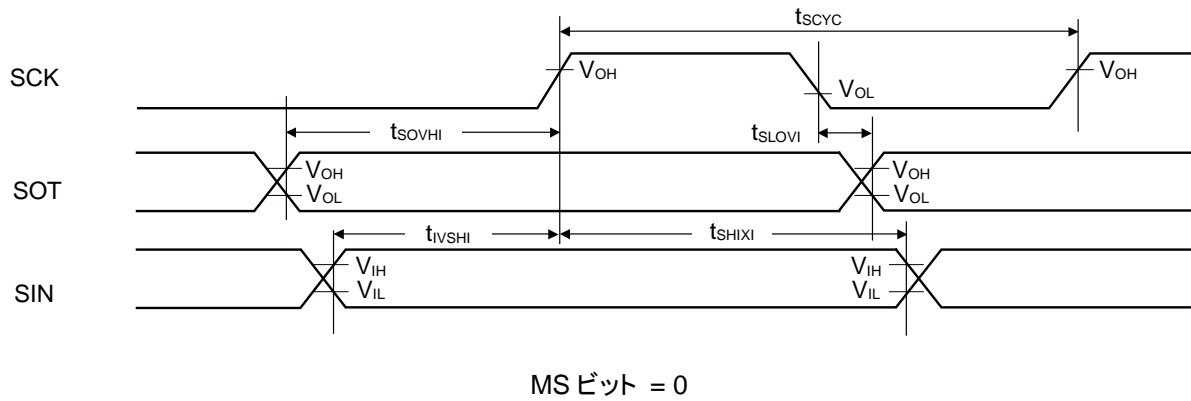 tSCYC
SCK
VOH
VOL
VOH
tSOVHI
tSLOVI
SOT
VOH
VOL
VOH
VOL
tIVSHI
tSHIXI
SIN
VIH
VIL
VIH
VIL
MS ビット = 0